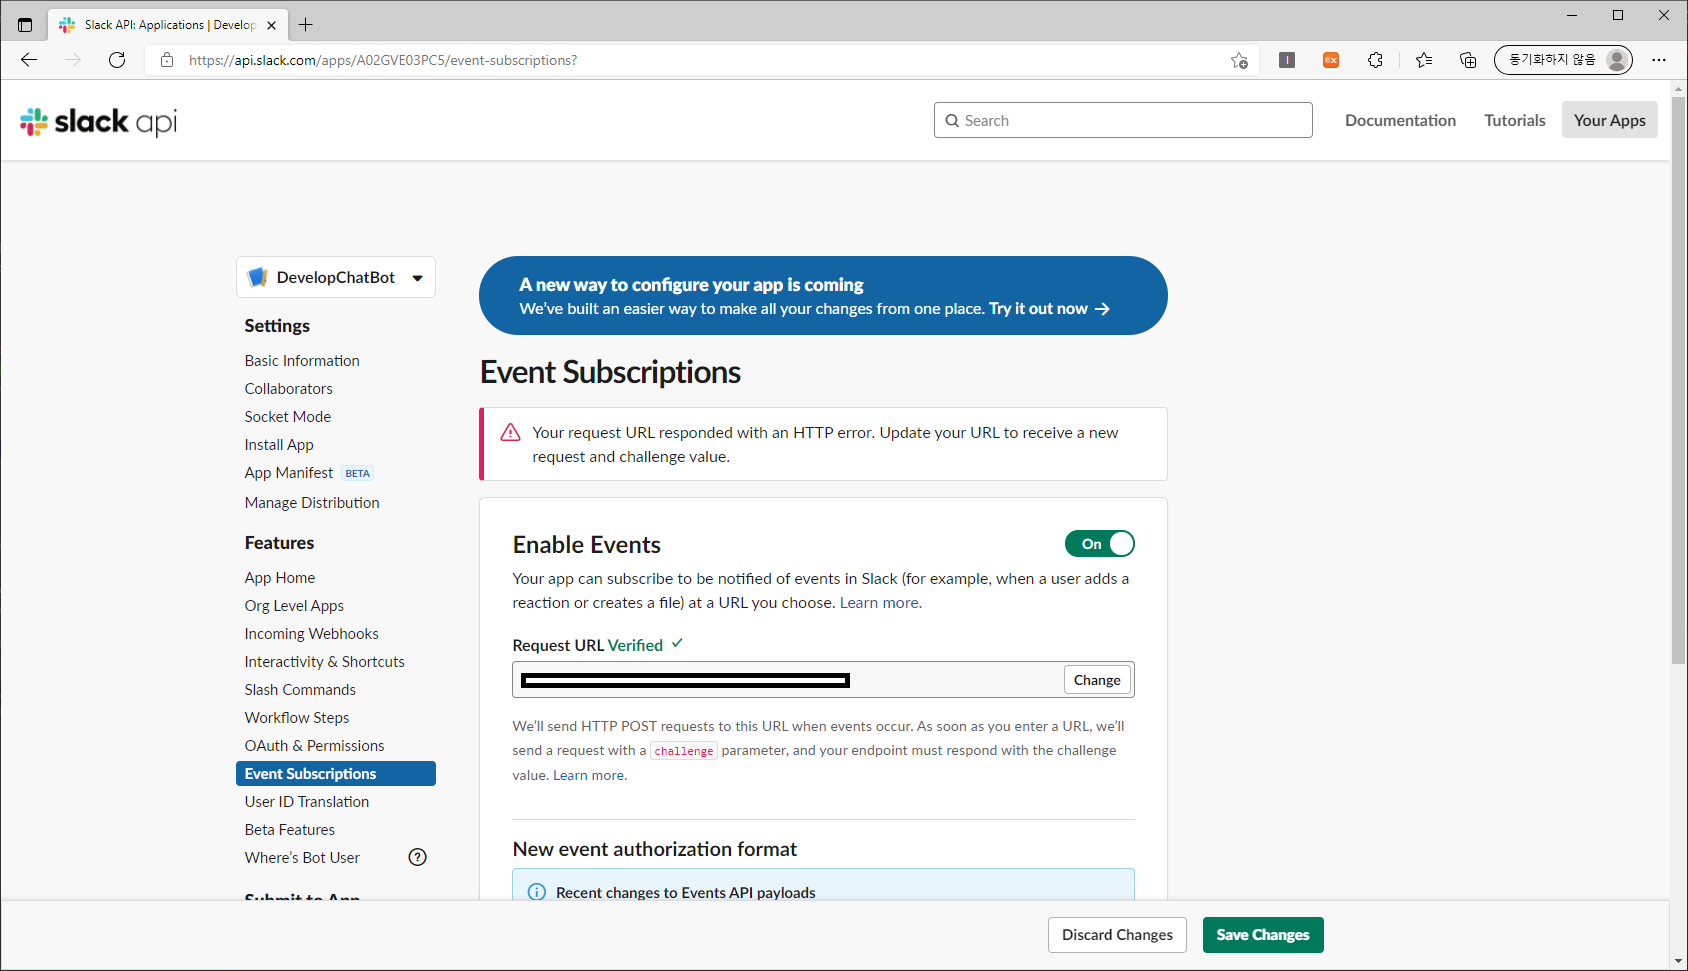 Slack API: Applications | Develop
https://api.slack.com/apps/A02GVE03PC5/event-subscriptions?
동기화하지 않음
slack api
Search
Documentation
Tutorials
Your Apps
DevelopChatBot
Settings
Basic Information
Collaborators
Socket Mode
Install App
App Manifest BETA
Manage Distribution
Features
App Home
Org Level Apps
Incoming Webhooks
Interactivity & Shortcuts
Slash Commands
Workflow Steps
OAuth & Permissions
Event Subscriptions
User ID Translation
Beta Features
Where's Bot User ?
Submit to App
A new way to configure your app is coming
We've built an easier way to make all your changes from one place. Try it out now →
Event Subscriptions
Your request URL responded with an HTTP error. Update your URL to receive a new
request and challenge value.
Enable Events
On
Your app can subscribe to be notified of events in Slack (for example, when a user adds a
reaction or creates a file) at a URL you choose. Learn more.
Request URL Verified ✓
Change
We'll send HTTP POST requests to this URL when events occur. As soon as you enter a URL, we'll
send a request with a challenge parameter, and your endpoint must respond with the challenge
value. Learn more.
New event authorization format
Recent changes to Events API payloads
Discard Changes
Save Changes